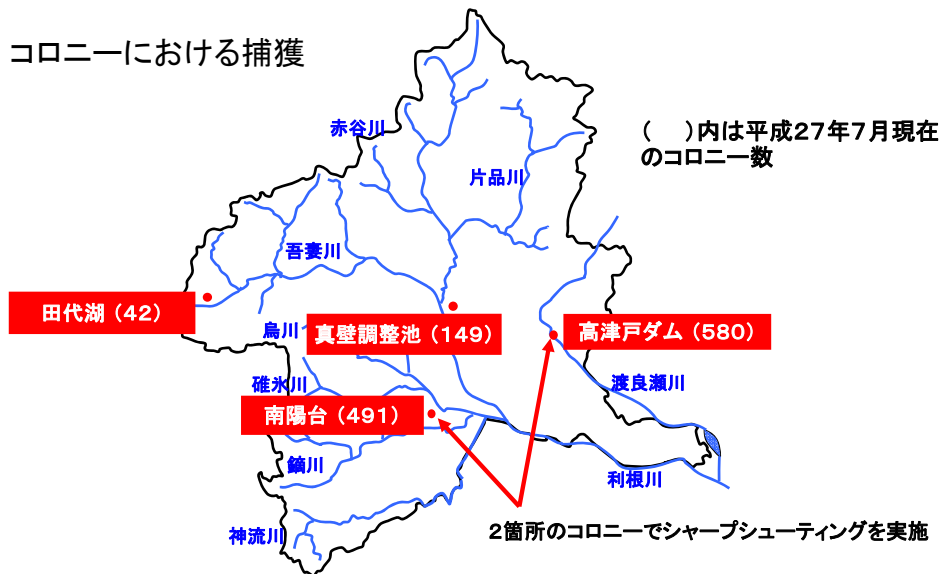 コロニーにおける捕獲
(　)内は平成27年7月現在
のコロニー数
赤谷川
片品川
吾妻川
田代湖（42）
烏川
真壁調整池（149）
高津戸ダム（580）
碓氷川
渡良瀬川
南陽台（491）
鏑川
利根川
神流川
2箇所のコロニーでシャープシューティングを実施